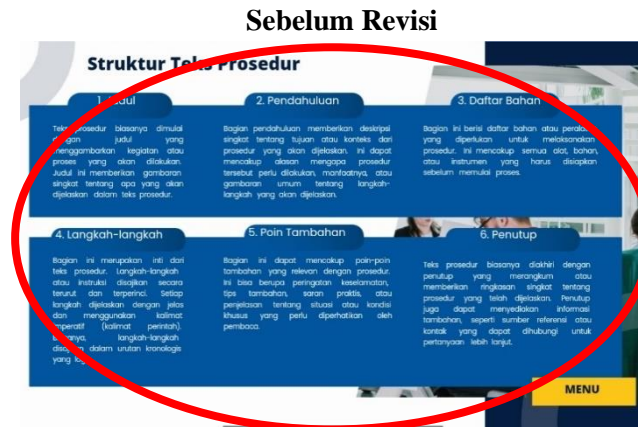 Sebelum Revisi
Struktur Teks Prosedur
1. Judul
Teks prosedur biasanya dimulai
dengan judul yang
menggambarkan kegiatan atau
proses yang akan dilakukan.
Judul ini memberikan gambaran
singkat tentang apa yang akan
dijelaskan dalam teks prosedur.
2. Pendahuluan
Bagian pendahuluan memberikan deskripsi
singkat tentang tujuan atau konteks dari
prosedur yang akan dijelaskan. Ini dapat
mencakup alasan mengapa prosedur
tersebut perlu dilakukan, manfaatnya, atau
gambaran umum tentang langkah-
langkah yang akan dijelaskan.
3. Daftar Bahan
Bagian ini berisi daftar bahan atau peralatan
yang diperlukan untuk melaksanakan
prosedur. Ini mencakup semua alat, bahan,
atau instrumen yang harus disiapkan
sebelum memulai proses.
4. Langkah-langkah
Bagian ini merupakan inti dari
teks prosedur. Langkah-langkah
atau instruksi disajikan secara
terurut dan terperinci. Setiap
langkah dijelaskan dengan jelas
dan menggunakan kalimat
imperatif (kalimat perintah).
langkah-langkah
dalam urutan kronologis
yang
5. Poin Tambahan
Bagian ini dapat mencakup poin-poin
tambahan yang relevan dengan prosedur.
Ini bisa berupa peringatan keselamatan,
tips tambahan, saran praktis, atau
penjelasan tentang situasi atau kondisi
khusus yang perlu diperhatikan oleh
pembaca.
6. Penutup
Teks prosedur biasanya diakhiri dengan
penutup yang merangkum atau
memberikan ringkasan singkat tentang
prosedur yang telah dijelaskan. Penutup
juga dapat menyediakan informasi
tambahan, seperti sumber referensi atau
kontak yang dapat dihubungi untuk
pertanyaan lebih lanjut.
MENU